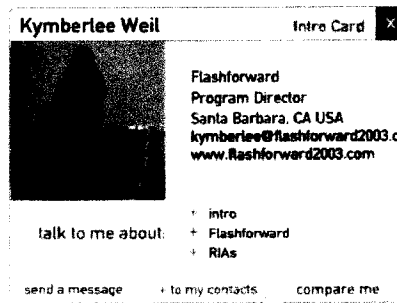 Kymberlee Weil Intro Card X
Flashforward
Program Director
Santa Barbara, CA USA
kymberlee@flashforward2003.c
www.flashforward2003.com
talk to me about:
+ intro
+ Flashforward
+ RIAs
send a message + to my contacts compare me